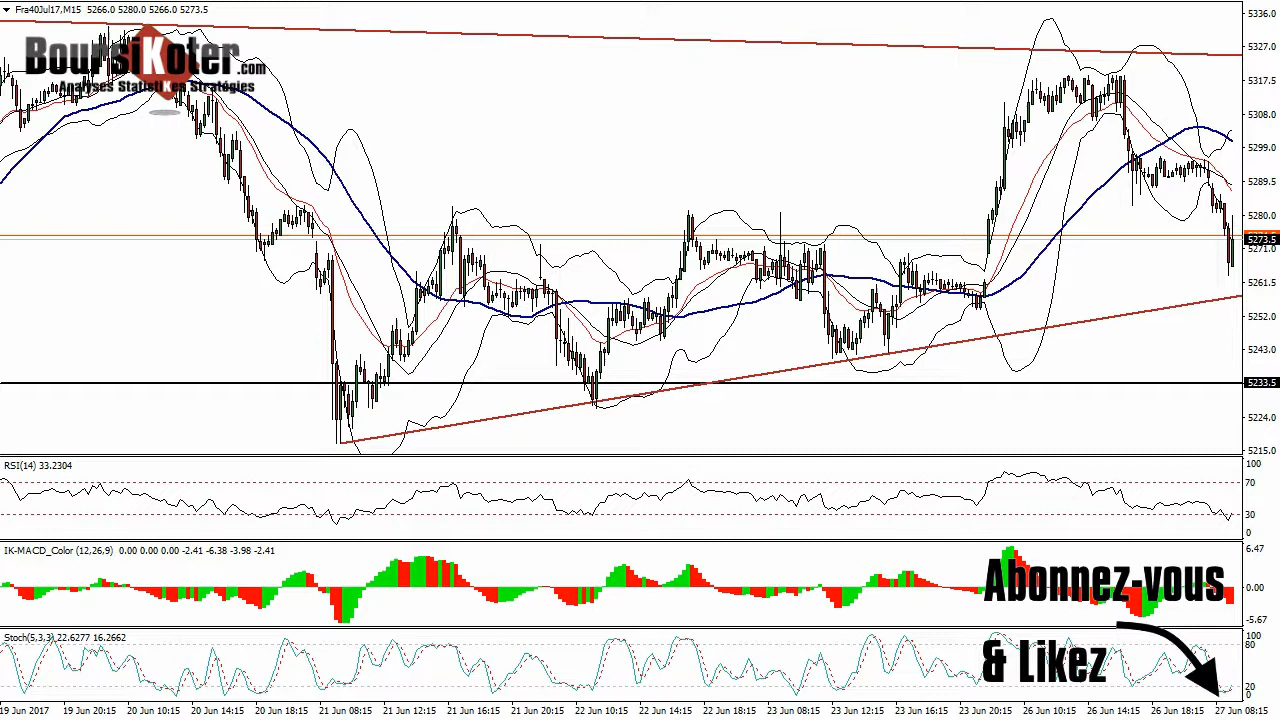 Fra40Jul17,M15 5266.0 5280.0 5266.0 5273.5
BoursiKoter.com
Analyses StatistiKes Stratégies
5336.0
5327.0
5317.5
5308.0
5299.0
5289.5
5280.0
5273.5
5271.0
5261.5
5252.0
5243.0
5233.5
5224.0
5215.0
RSI(14) 33.2304
100
70
30
0
IK-MACD_Color (12,26,9) 0.00 0.00 0.00 -2.41 -6.38 -3.98 -2.41
6.47
0.00
-5.67
Abonnez-vous
& Likez
Stoch(5,3,3) 22.6277 16.2662
100
80
20
0
19 Jun 2017 19 Jun 20:15 20 Jun 10:15 20 Jun 14:15 20 Jun 18:15 21 Jun 08:15 21 Jun 12:15 21 Jun 16:15 21 Jun 20:15 22 Jun 10:15 22 Jun 14:15 22 Jun 18:15 22 Jun 22:15 23 Jun 12:15 23 Jun 16:15 23 Jun 20:15 26 Jun 10:15 26 Jun 14:15 26 Jun 18:15 27 Jun 08:15